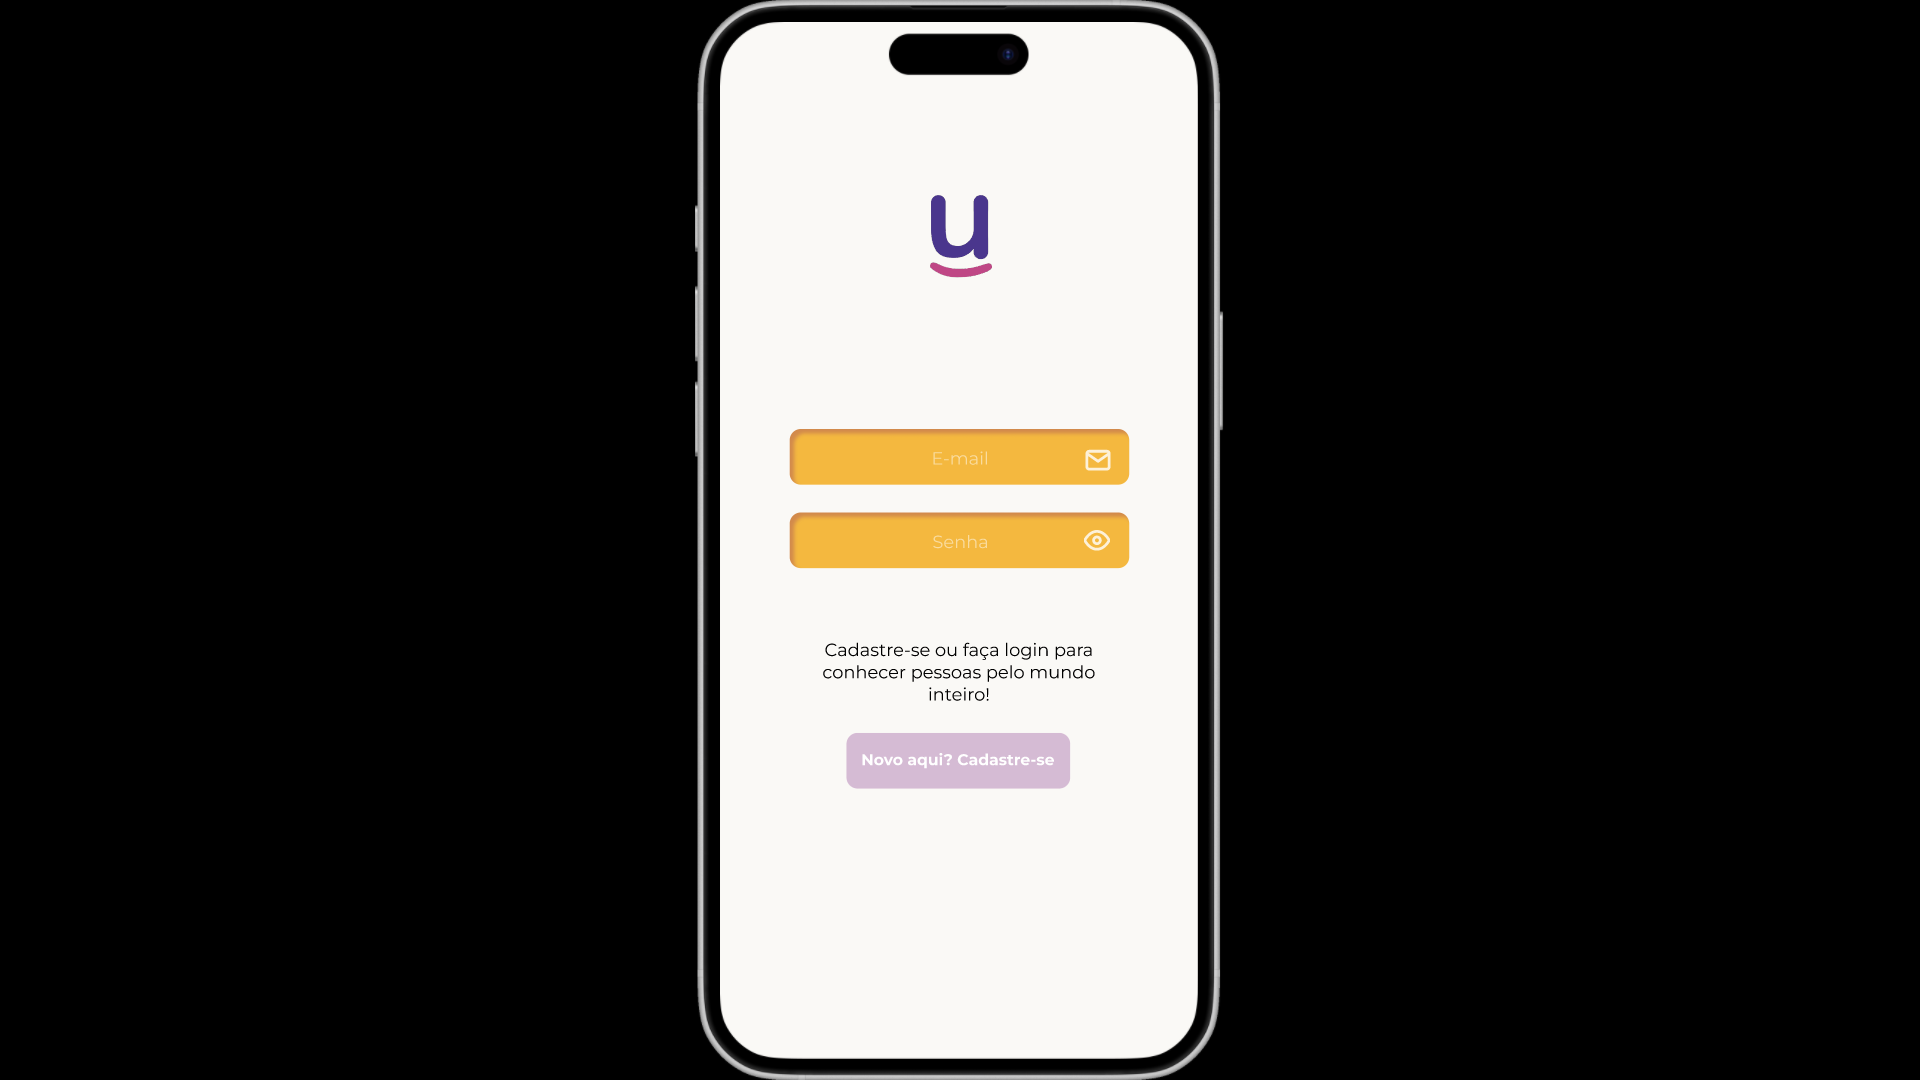 u
E-mail
Senha
Cadastre-se ou faça login para
conhecer pessoas pelo mundo
inteiro!
Novo aqui? Cadastre-se